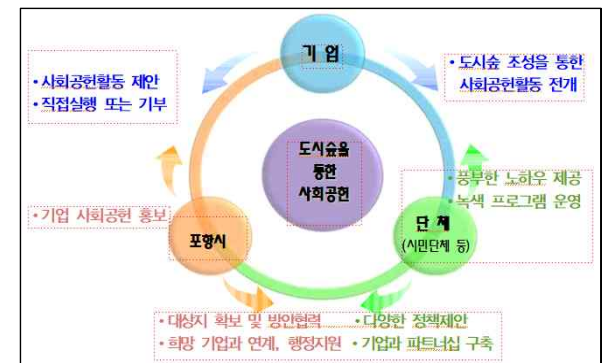 기 업
• 사회공헌활동 제안
• 직접실행 또는 기부
• 도시숲 조성을 통한
사회공헌활동 전개
도시숲을
통한
사회공헌
• 풍부한 노하우 제공
• 녹색 프로그램 운영
• 기업 사회공헌 홍보
포항시
단 체
(시민단체 등)
• 대상지 확보 및 방안협력
• 희망 기업과 연계, 행정지원
• 다양한 정책제안
• 기업과 파트너십 구축